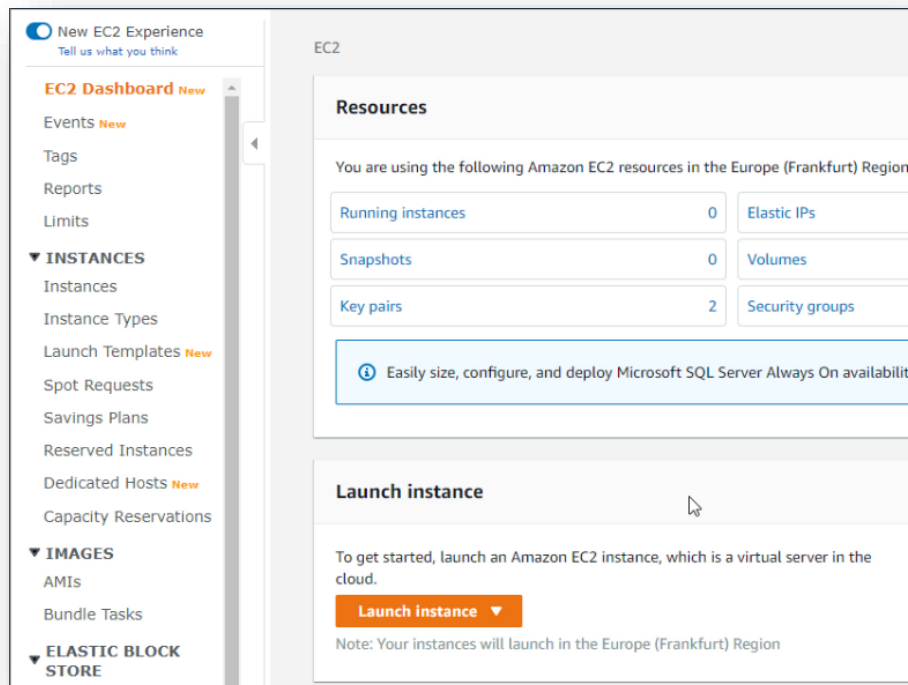 New EC2 Experience
Tell us what you think
EC2 Dashboard New
Events New
Tags
Reports
Limits
INSTANCES
Instances
Instance Types
Launch Templates New
Spot Requests
Savings Plans
Reserved Instances
Dedicated Hosts New
Capacity Reservations
IMAGES
AMIs
Bundle Tasks
ELASTIC BLOCK
STORE
EC2
Resources
You are using the following Amazon EC2 resources in the Europe (Frankfurt) Region
Running instances 0 Elastic IPs
Snapshots 0 Volumes
Key pairs 2 Security groups
Easily size, configure, and deploy Microsoft SQL Server Always On availabilit
Launch instance
To get started, launch an Amazon EC2 instance, which is a virtual server in the
cloud.
Launch instance
Note: Your instances will launch in the Europe (Frankfurt) Region